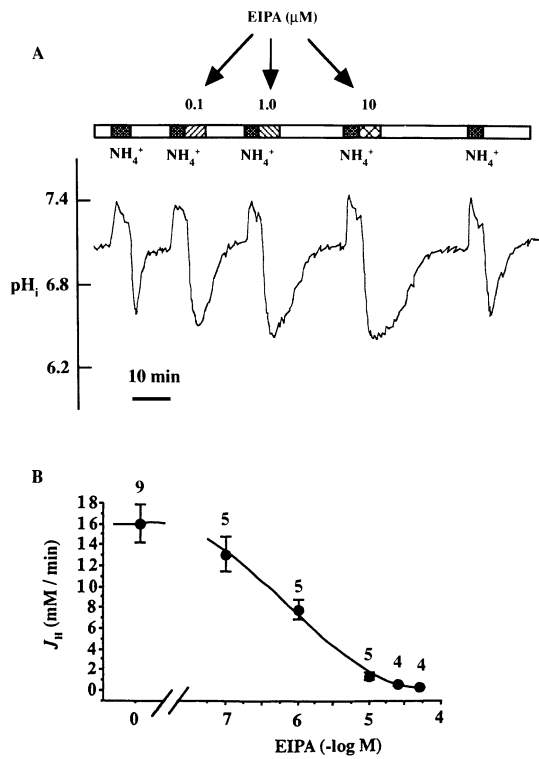 EIPA (μM)
A
0.1 1.0 10
NH₄⁺ NH₄⁺ NH₄⁺ NH₄⁺ NH₄⁺
7.4
pHᵢ 6.8
6.2
10 min
B
18
16
14
12
10
8
6
4
2
0
J_H (mM / min)
9 5 5 5 4 4
0 7 6 5 4
EIPA (-log M)